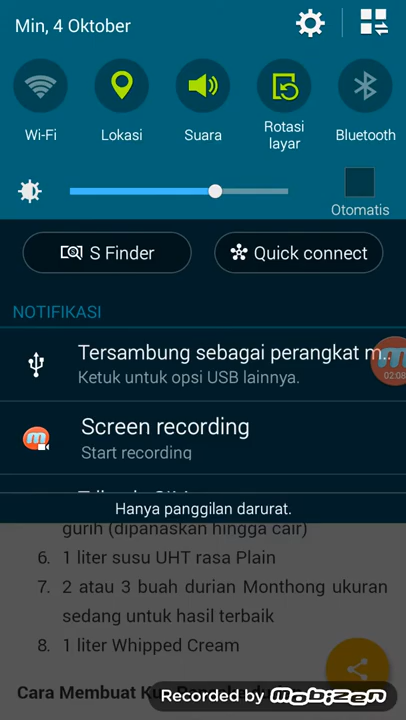 Min, 4 Oktober
Wi-Fi
Lokasi
Suara
Rotasi
layar
Bluetooth
Otomatis
S Finder
Quick connect
NOTIFIKASI
Tersambung sebagai perangkat m..
Ketuk untuk opsi USB lainnya.
02:08
Screen recording
Start recording
Hanya panggilan darurat.
gurih (dipanaskan hingga cair)
6. 1 liter susu UHT rasa Plain
7. 2 atau 3 buah durian Monthong ukuran
sedang untuk hasil terbaik
8. 1 liter Whipped Cream
Cara Membuat
Recorded by mobizen